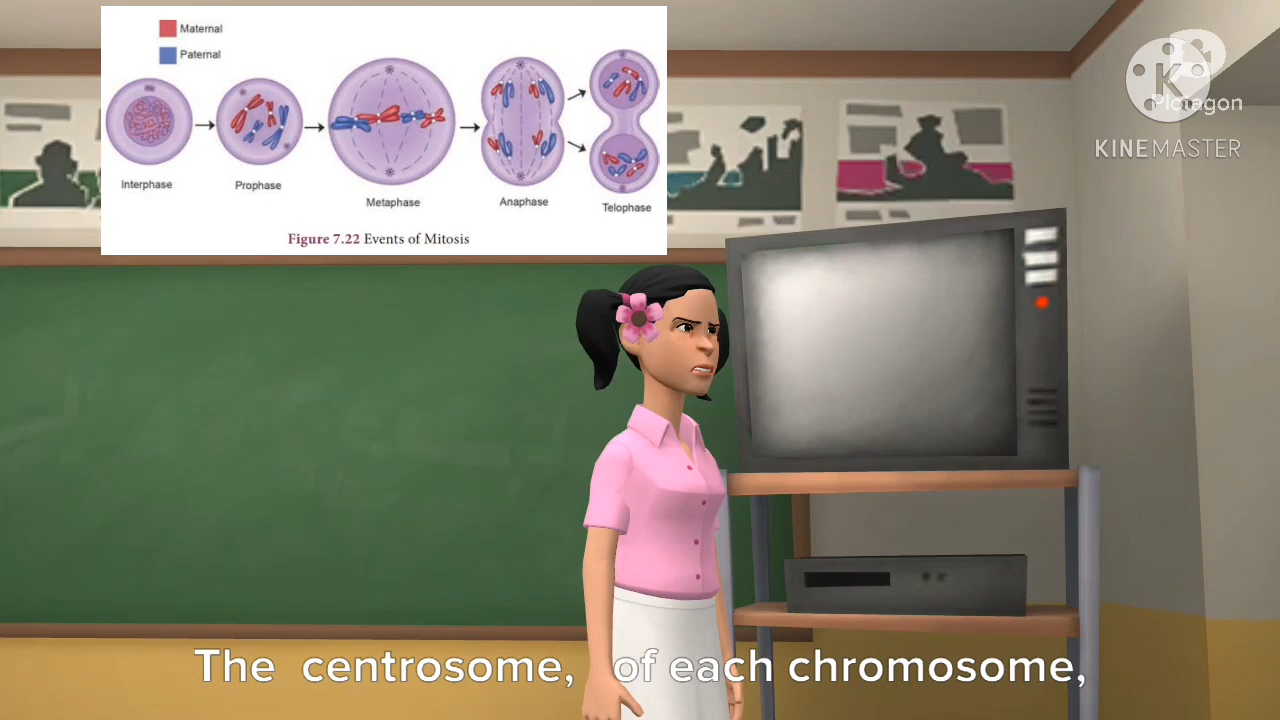 Maternal
Paternal
Interphase
Prophase
Metaphase
Anaphase
Telophase
Figure 7.22 Events of Mitosis
K
Plotagon
KINEMASTER
The centrosome, of each chromosome,